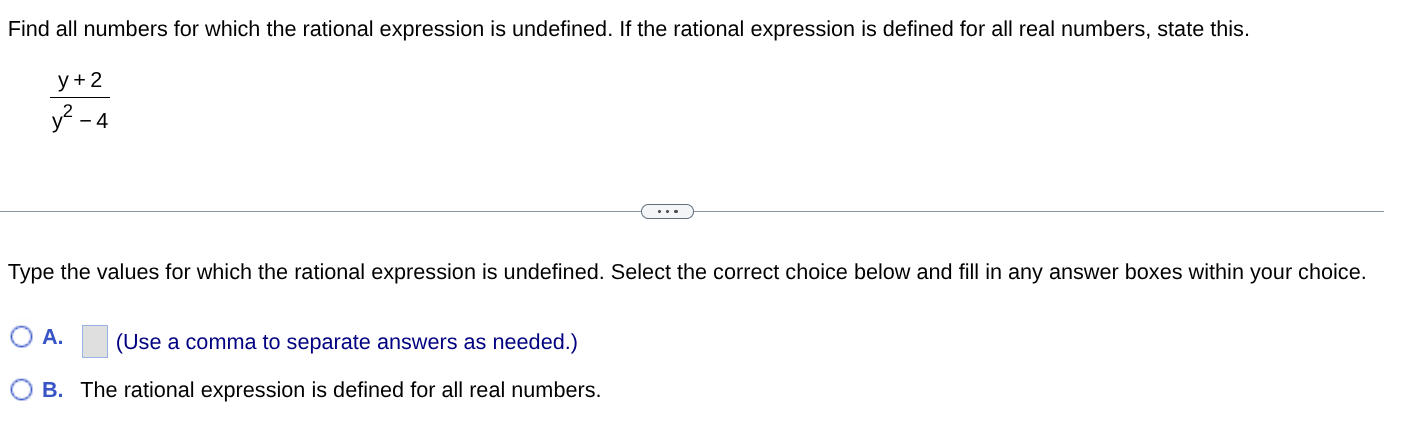 Find all numbers for which the rational expression is undefined. If the rational expression is defined for all real numbers, state this.
y + 2
y² − 4
Type the values for which the rational expression is undefined. Select the correct choice below and fill in any answer boxes within your choice.
A. (Use a comma to separate answers as needed.)
B. The rational expression is defined for all real numbers.